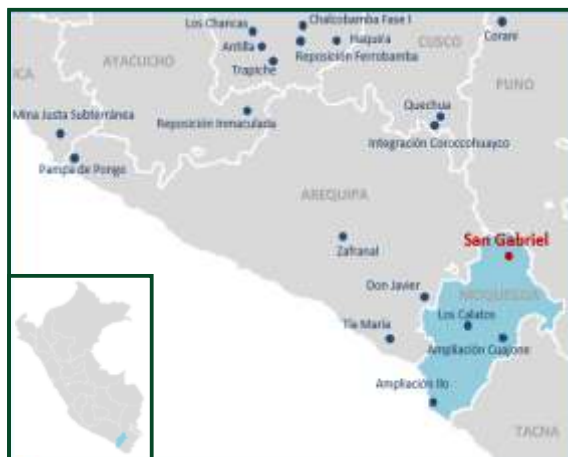 Los Chancas
Chalcobamba Fase I
Antilla
Haquira
CUSCO
Corani
AYACUCHO
Reposición Ferrobamba
Trapiche
ICA
PUNO
Mina Justa Subterránea
Reposición Inmaculada
Quechua
Integración Coroccohuayco
Pampa de Pongo
AREQUIPA
San Gabriel
Zafranal
Don Javier
MOQUEGUA
Los Calatos
Tía María
Ampliación Cuajone
Ampliación Ilo
TACNA